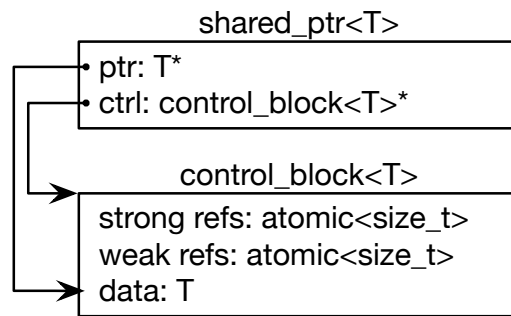 shared_ptr<T>
ptr: T*
ctrl: control_block<T>*
control_block<T>
strong refs: atomic<size_t>
weak refs: atomic<size_t>
data: T